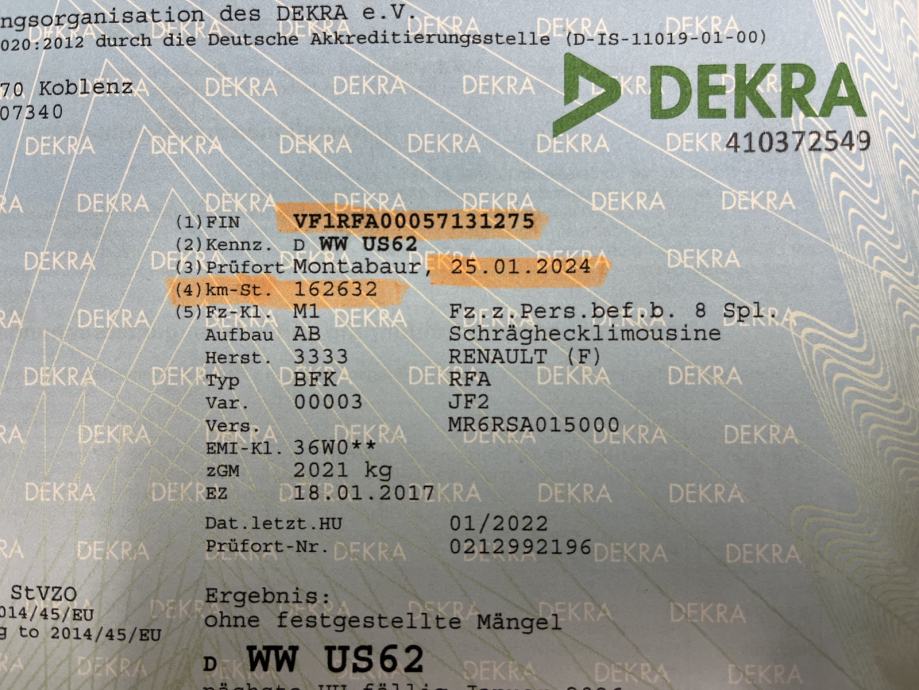 ngsorganisation des DEKRA e.V.
020:2012 durch die Deutsche Akkreditierungsstelle (D-IS-11019-01-00)
70 Koblenz
07340
DEKRA
410372549
(1) FIN VF1RFA00057131275
(2) Kennz. D WW US62
(3) Prüfort Montabaur, 25.01.2024
(4) km-St. 162632
(5) Fz-Kl. M1 Fz.z.Pers.bef.b. 8 Spl.
Aufbau AB Schräghecklimousine
Herst. 3333 RENAULT (F)
Typ BFK RFA
Var. 00003 JF2
Vers. MR6RSA015000
EMI-Kl. 36W0**
zGM 2021 kg
EZ 18.01.2017
Dat.letzt.HU 01/2022
Prüfort-Nr. 0212992196
StVZO
014/45/EU
g to 2014/45/EU
Ergebnis:
ohne festgestellte Mängel
D WW US62